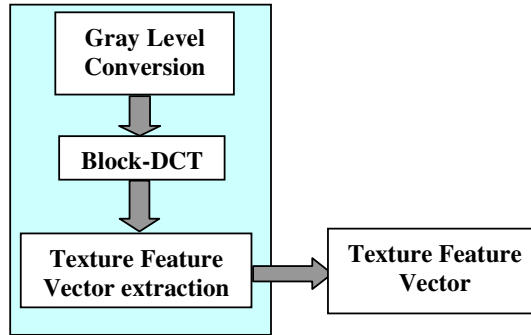 Gray Level
Conversion
Block-DCT
Texture Feature
Vector extraction
Texture Feature
Vector